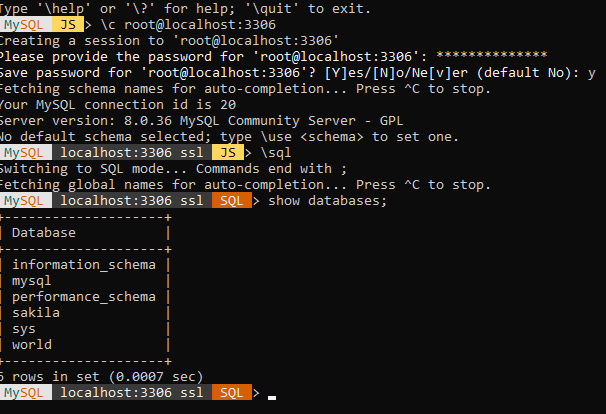 Type '\help' or '\?' for help; '\quit' to exit.
MySQL JS > \c root@localhost:3306
Creating a session to 'root@localhost:3306'
Please provide the password for 'root@localhost:3306': **************
Save password for 'root@localhost:3306'? [Y]es/[N]o/Ne[v]er (default No): y
Fetching schema names for auto-completion... Press ^C to stop.
Your MySQL connection id is 20
Server version: 8.0.36 MySQL Community Server - GPL
No default schema selected; type \use <schema> to set one.
MySQL localhost:3306 ssl JS > \sql
Switching to SQL mode... Commands end with ;
Fetching global names for auto-completion... Press ^C to stop.
MySQL localhost:3306 ssl SQL > show databases;
+--------------------+
| Database           |
+--------------------+
| information_schema |
| mysql              |
| performance_schema |
| sakila             |
| sys                |
| world              |
+--------------------+
6 rows in set (0.0007 sec)
MySQL localhost:3306 ssl SQL >